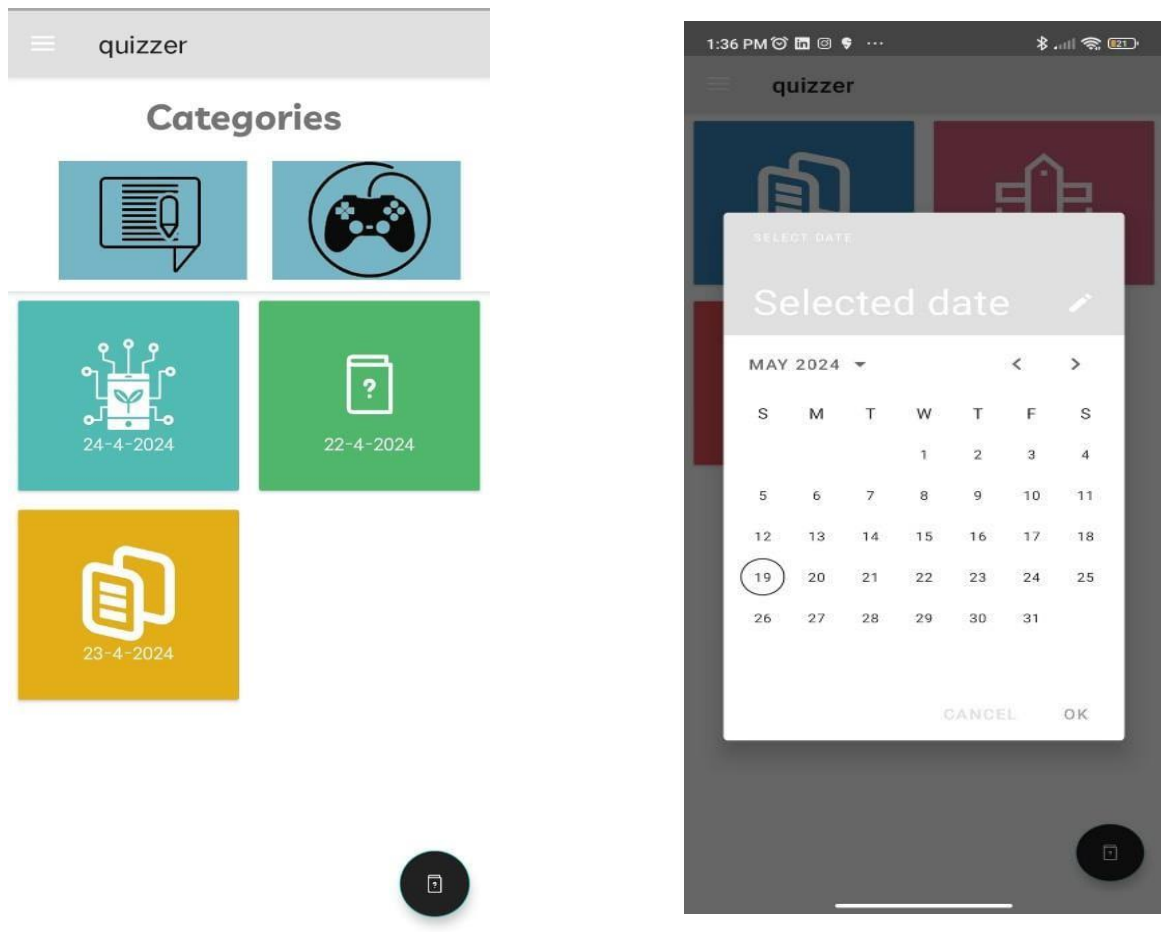 quizzer
Categories
24-4-2024
22-4-2024
23-4-2024
1:36 PM
21
quizzer
SELECT DATE
Selected date
MAY 2024
S M T W T F S
1 2 3 4
5 6 7 8 9 10 11
12 13 14 15 16 17 18
19 20 21 22 23 24 25
26 27 28 29 30 31
CANCEL OK